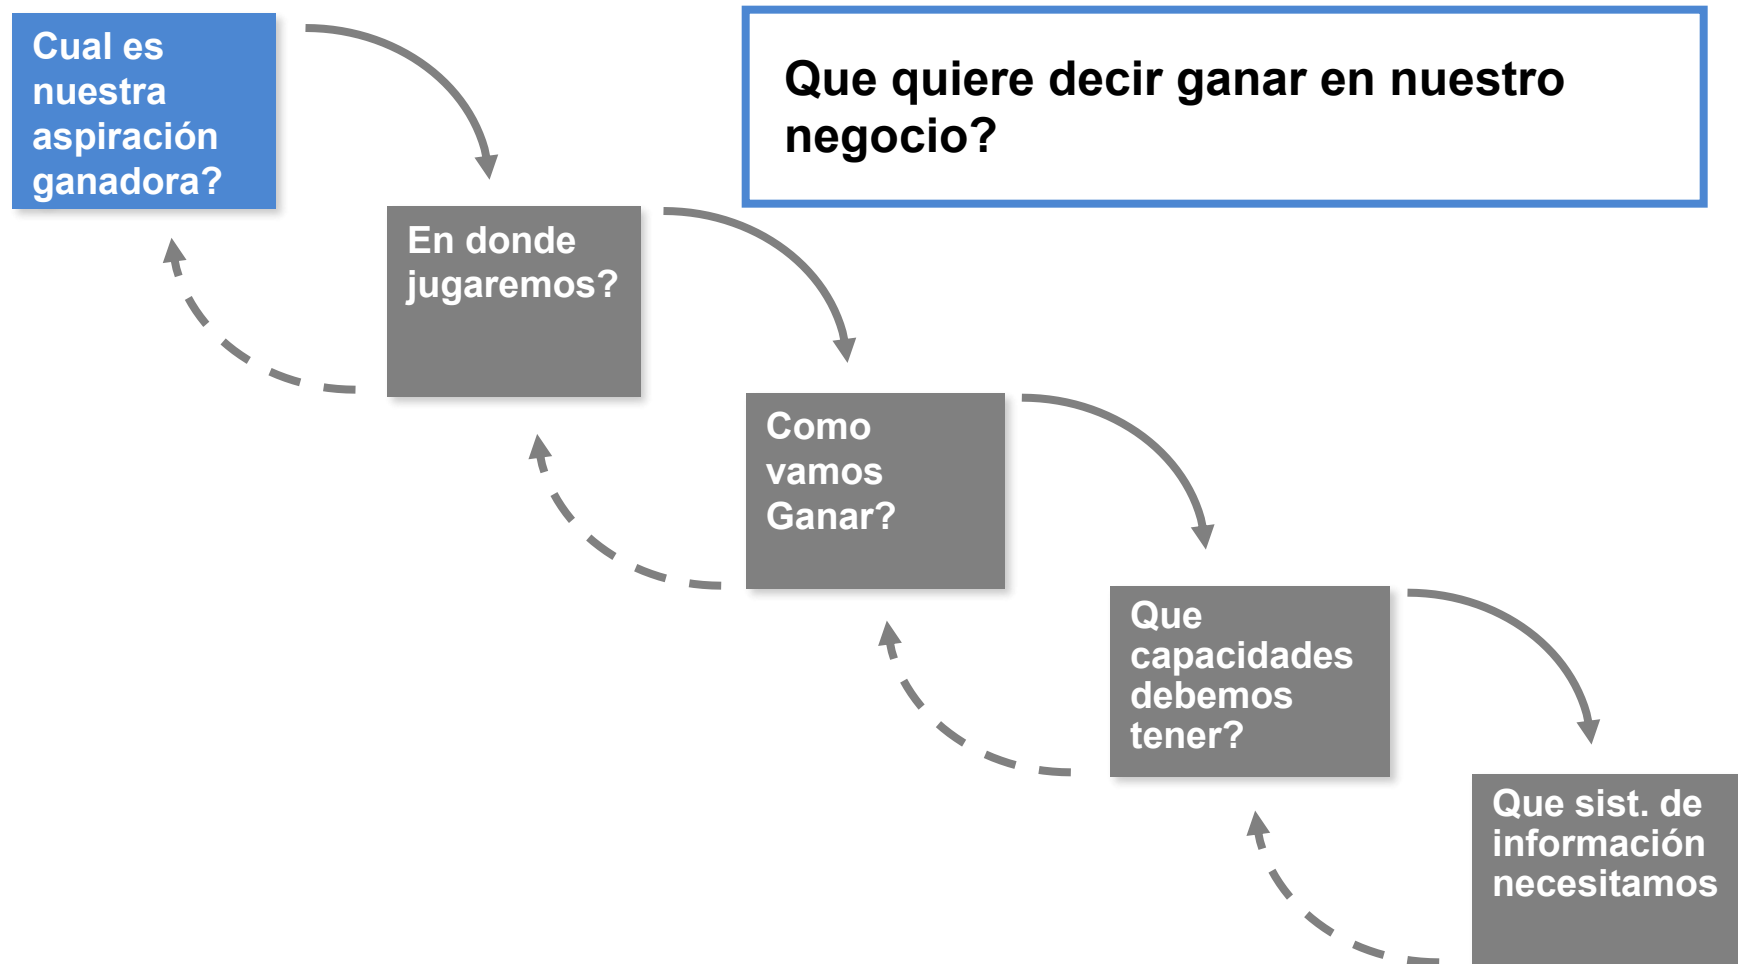 Cual es
nuestra
aspiración
ganadora?
Que quiere decir ganar en nuestro
negocio?
En donde
jugaremos?
Como
vamos
Ganar?
Que
capacidades
debemos
tener?
Que sist. de
información
necesitamos